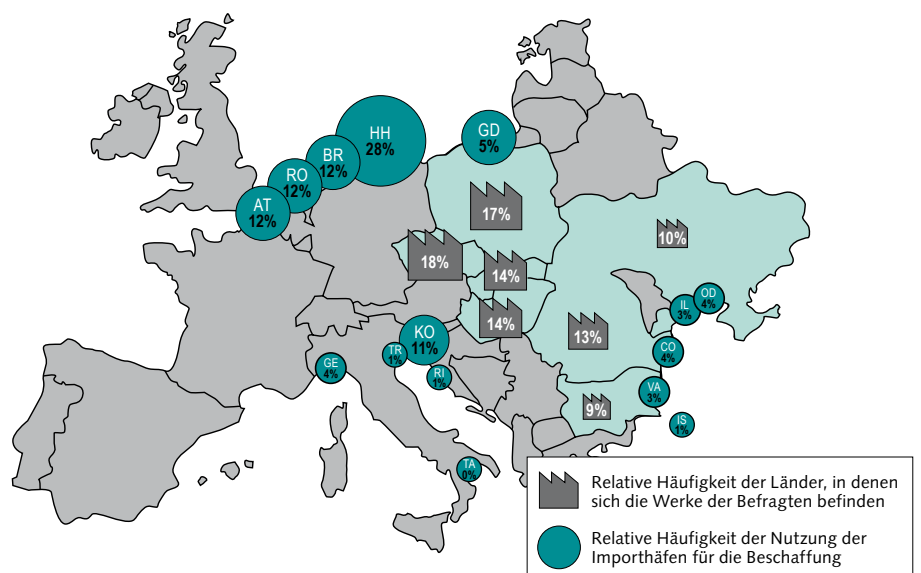 HH
28%
GD
5%
BR
12%
RO
12%
AT
12%
17%
18%
14%
10%
14%
13%
9%
OD
4%
IL
3%
CO
4%
VA
3%
IS
1%
KO
11%
TR
1%
RI
1%
GE
4%
TA
0%
Relative Häufigkeit der Länder, in denen
sich die Werke der Befragten befinden
Relative Häufigkeit der Nutzung der
Importhäfen für die Beschaffung